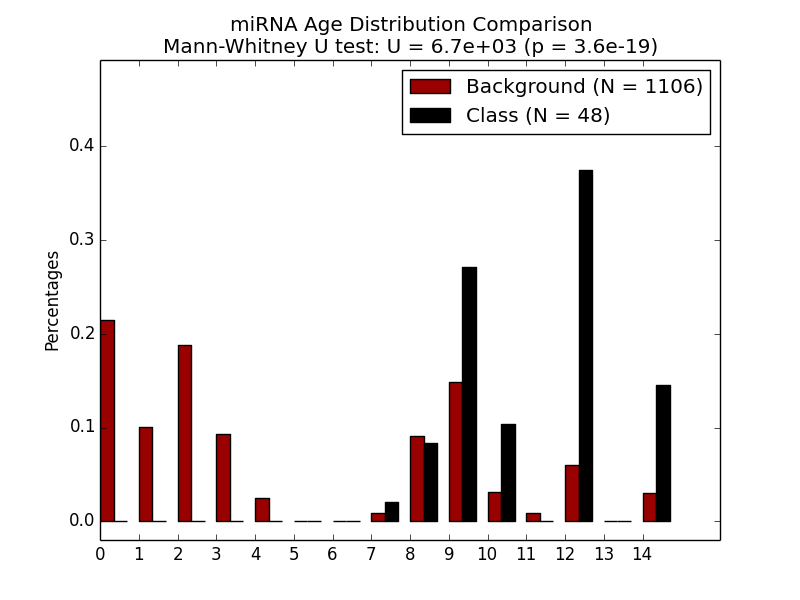 miRNA Age Distribution Comparison
Mann-Whitney U test: U = 6.7e+03 (p = 3.6e-19)
Background (N = 1106)
Class (N = 48)
Percentages
0.4
0.3
0.2
0.1
0.0
0 1 2 3 4 5 6 7 8 9 10 11 12 13 14